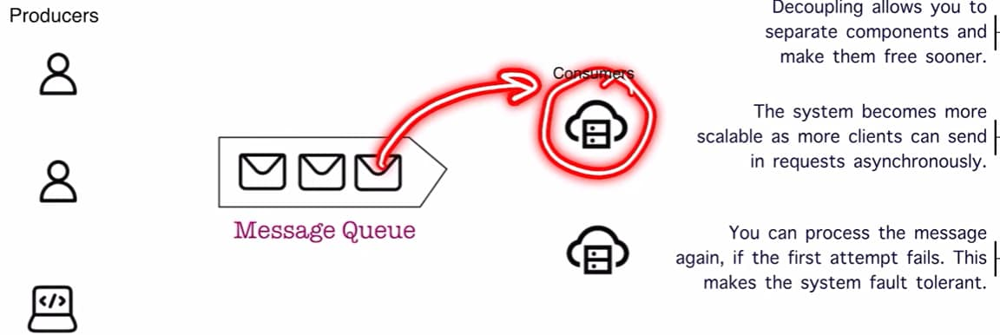 Producers
Consumers
Message Queue
Decoupling allows you to
separate components and
make them free sooner.
The system becomes more
scalable as more clients can send
in requests asynchronously.
You can process the message
again, if the first attempt fails. This
makes the system fault tolerant.